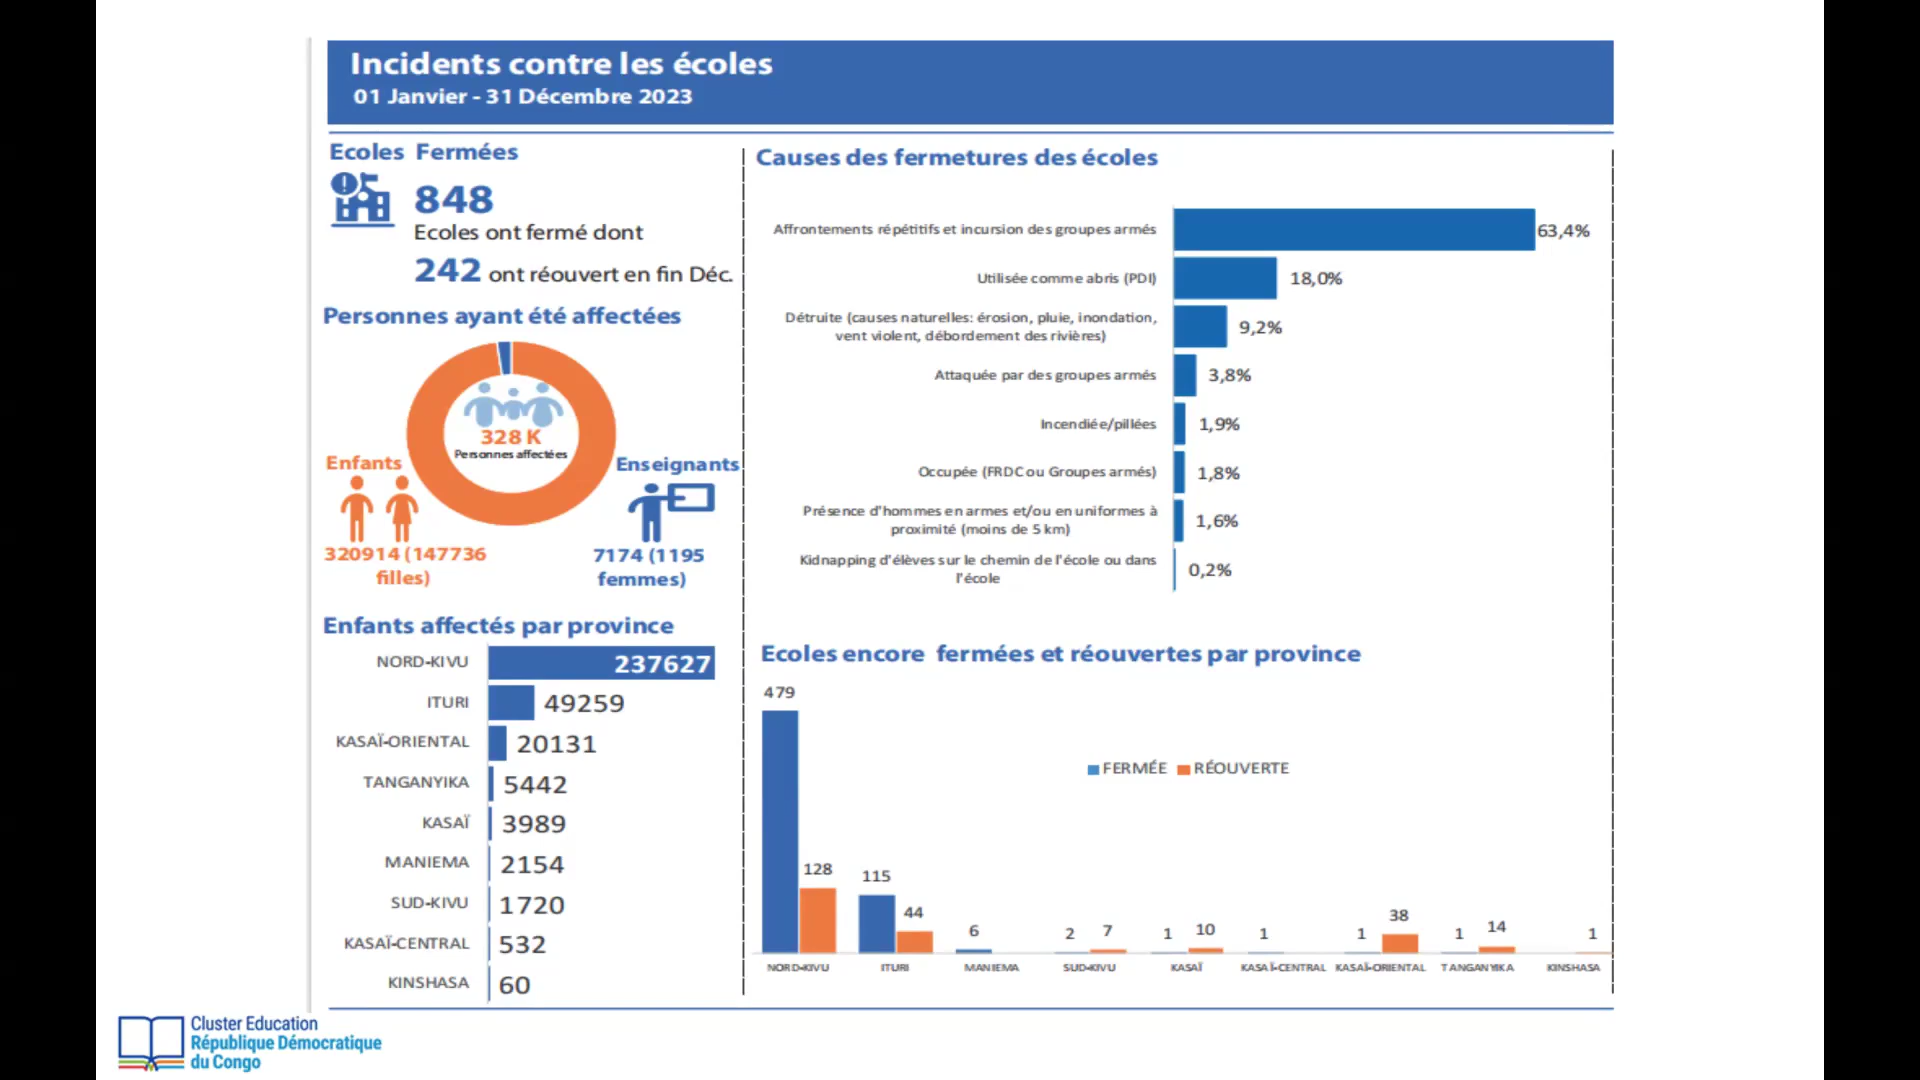 Incidents contre les écoles
01 Janvier - 31 Décembre 2023
Ecoles Fermées
848
Ecoles ont fermé dont
242 ont réouvert en fin Déc.
Personnes ayant été affectées
328 K
Personnes affectées
Enfants
320914 (147736
filles)
Enseignants
7174 (1195
femmes)
Enfants affectés par province
NORD-KIVU 237627
ITURI 49259
KASAÏ-ORIENTAL 20131
TANGANYIKA 5442
KASAÏ 3989
MANIEMA 2154
SUD-KIVU 1720
KASAÏ-CENTRAL 532
KINSHASA 60
Causes des fermetures des écoles
Affrontements répétitifs et incursion des groupes armés 63,4%
Utilisée comme abris (PDI) 18,0%
Détruite (causes naturelles: érosion, pluie, inondation,
vent violent, débordement des rivières) 9,2%
Attaquée par des groupes armés 3,8%
Incendiée/pillées 1,9%
Occupée (FRDC ou Groupes armés) 1,8%
Présence d'hommes en armes et/ou en uniformes à
proximité (moins de 5 km) 1,6%
Kidnapping d'élèves sur le chemin de l'école ou dans
l'école 0,2%
Ecoles encore fermées et réouvertes par province
FERMÉE RÉOUVERTE
479 128 115 44 6 2 7 1 10 1 1 38 1 14 1
NORD-KIVU ITURI MANIEMA SUD-KIVU KASAÏ KASAÏ-CENTRAL KASAÏ-ORIENTAL TANGANYIKA KINSHASA
Cluster Education
République Démocratique
du Congo